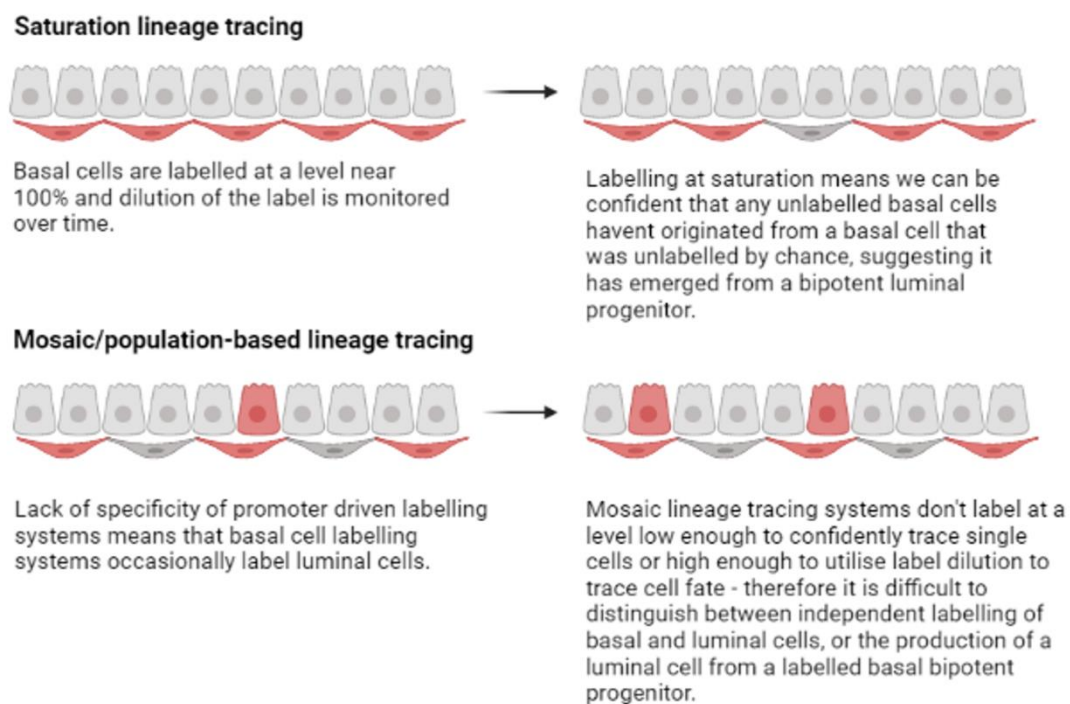 Saturation lineage tracing
Basal cells are labelled at a level near
100% and dilution of the label is monitored
over time.
Labelling at saturation means we can be
confident that any unlabelled basal cells
havent originated from a basal cell that
was unlabelled by chance, suggesting it
has emerged from a bipotent luminal
progenitor.
Mosaic/population-based lineage tracing
Lack of specificity of promoter driven labelling
systems means that basal cell labelling
systems occasionally label luminal cells.
Mosaic lineage tracing systems don't label at a
level low enough to confidently trace single
cells or high enough to utilise label dilution to
trace cell fate - therefore it is difficult to
distinguish between independent labelling of
basal and luminal cells, or the production of a
luminal cell from a labelled basal bipotent
progenitor.